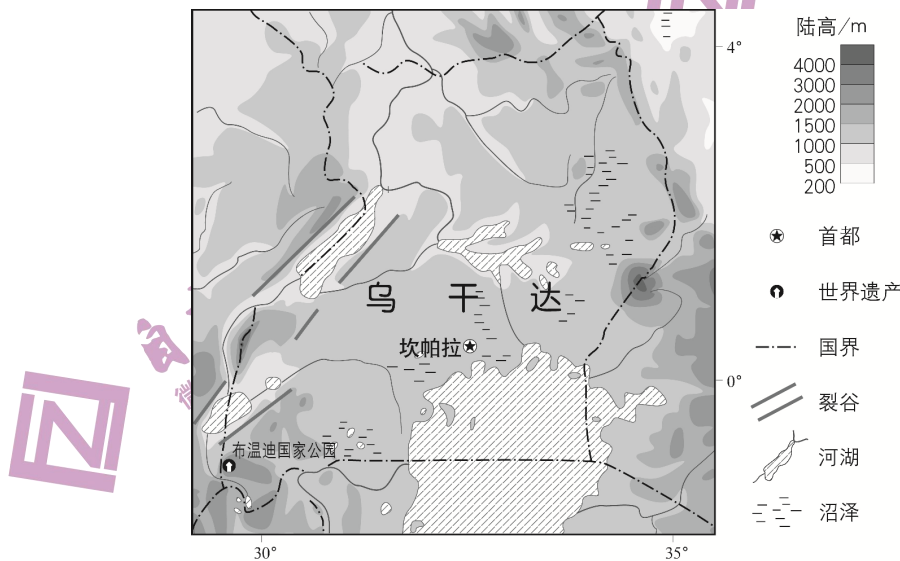 陆高/m
4°
4000
3000
2000
1500
1000
500
200
首都
世界遗产
乌干达
国界
坎帕拉
0°
裂谷
布温迪国家公园
河湖
沼泽
30°
35°